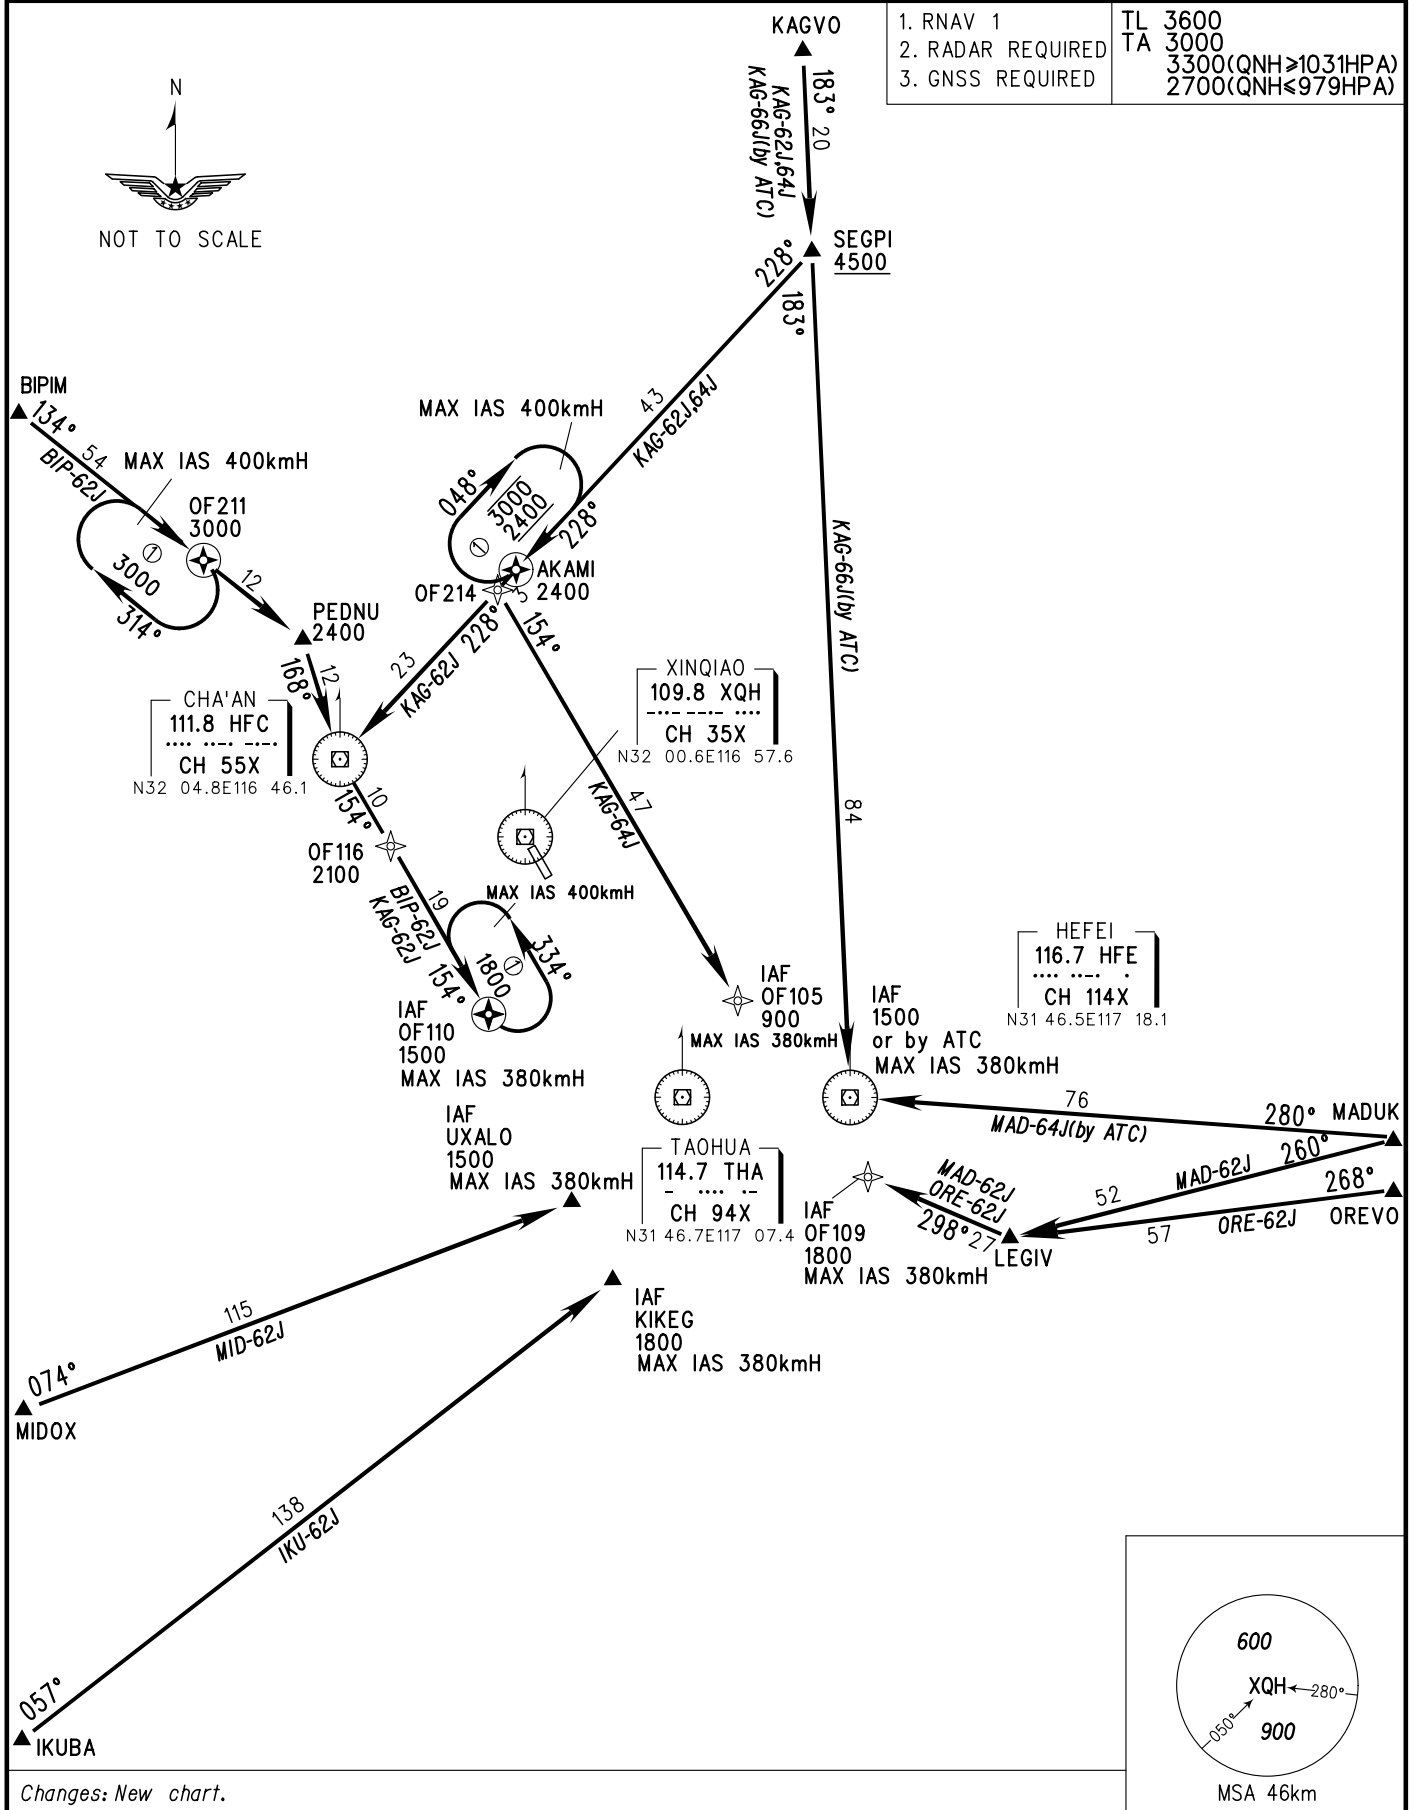 KAGVO
1. RNAV 1
2. RADAR REQUIRED
3. GNSS REQUIRED
TL 3600
TA 3000
3300(QNH≥1031HPA)
2700(QNH≤979HPA)
N
NOT TO SCALE
183° 20
KAG-62J,64J
KAG-66J(by ATC)
SEGPI
4500
228°
183°
43
KAG-62J,64J
BIPIM
134°
54
BIP-62J
MAX IAS 400kmH
OF211
3000
①
3000
314°
12
MAX IAS 400kmH
048°
3000
2400
①
228°
AKAMI
2400
OF214
3
228°
154°
PEDNU
2400
12
168°
23
KAG-62J
KAG-66J(by ATC)
84
CHA'AN
111.8 HFC
···· ··-· -·-·
CH 55X
N32 04.8E116 46.1
XINQIAO
109.8 XQH
-··- --·- ····
CH 35X
N32 00.6E116 57.6
47
KAG-64J
10
154°
OF116
2100
MAX IAS 400kmH
19
BIP-62J
KAG-62J
154°
1800
①
334°
IAF
OF110
1500
MAX IAS 380kmH
IAF
OF105
900
MAX IAS 380kmH
IAF
1500
or by ATC
MAX IAS 380kmH
HEFEI
116.7 HFE
···· ··-· ·
CH 114X
N31 46.5E117 18.1
IAF
UXALO
1500
MAX IAS 380kmH
TAOHUA
114.7 THA
- ···· ·-
CH 94X
N31 46.7E117 07.4
76
MAD-64J(by ATC)
280°
MADUK
260°
MAD-62J
52
268°
OREVO
ORE-62J
57
MAD-62J
ORE-62J
298° 27
LEGIV
IAF
OF109
1800
MAX IAS 380kmH
IAF
KIKEG
1800
MAX IAS 380kmH
115
MID-62J
074°
MIDOX
138
IKU-62J
057°
IKUBA
600
XQH
280°
050°
900
MSA 46km
Changes: New chart.